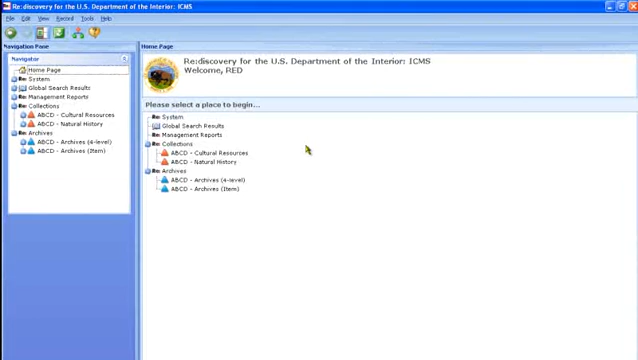 Re:discovery for the U.S. Department of the Interior: ICMS
File Edit View Record Tools Help
Navigation Pane
Home Page
Navigator
Home Page
System
Global Search Results
Management Reports
Collections
ABCD - Cultural Resources
ABCD - Natural History
Archives
ABCD - Archives (4-level)
ABCD - Archives (Item)
Re:discovery for the U.S. Department of the Interior: ICMS
Welcome, RED
Please select a place to begin...
System
Global Search Results
Management Reports
Collections
ABCD - Cultural Resources
ABCD - Natural History
Archives
ABCD - Archives (4-level)
ABCD - Archives (Item)